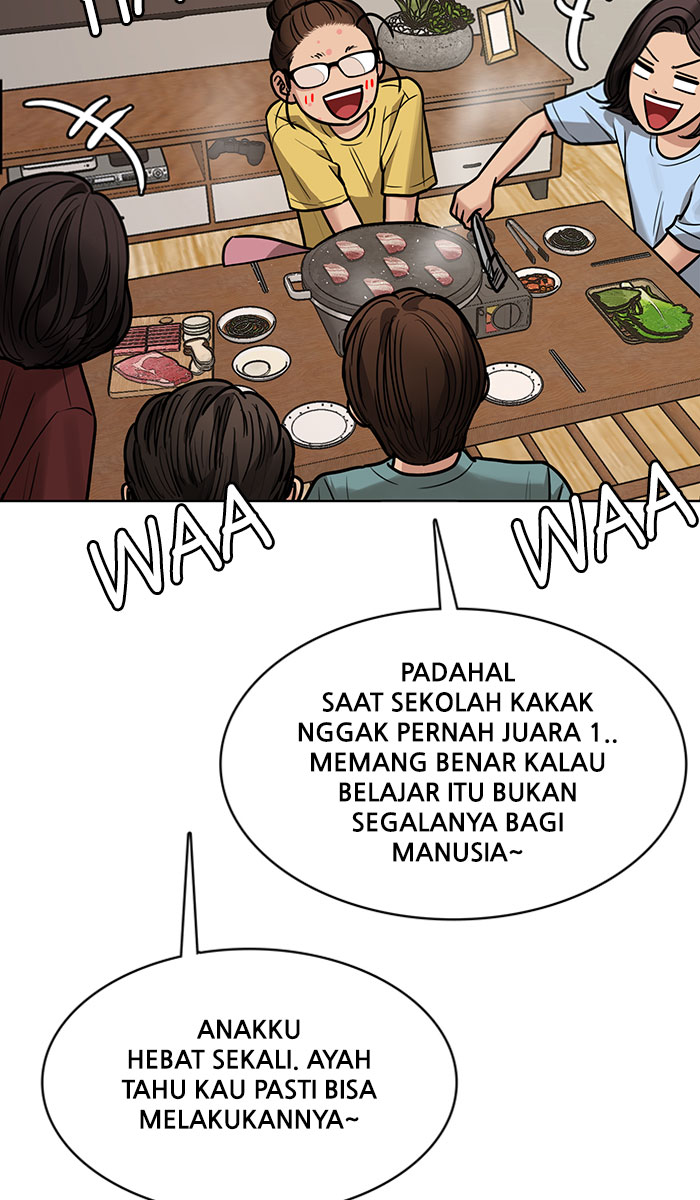 WAA
WAA
PADAHAL
SAAT SEKOLAH KAKAK
NGGAK PERNAH JUARA 1..
MEMANG BENAR KALAU
BELAJAR ITU BUKAN
SEGALANYA BAGI
MANUSIA~
ANAKKU
HEBAT SEKALI. AYAH
TAHU KAU PASTI BISA
MELAKUKANNYA~